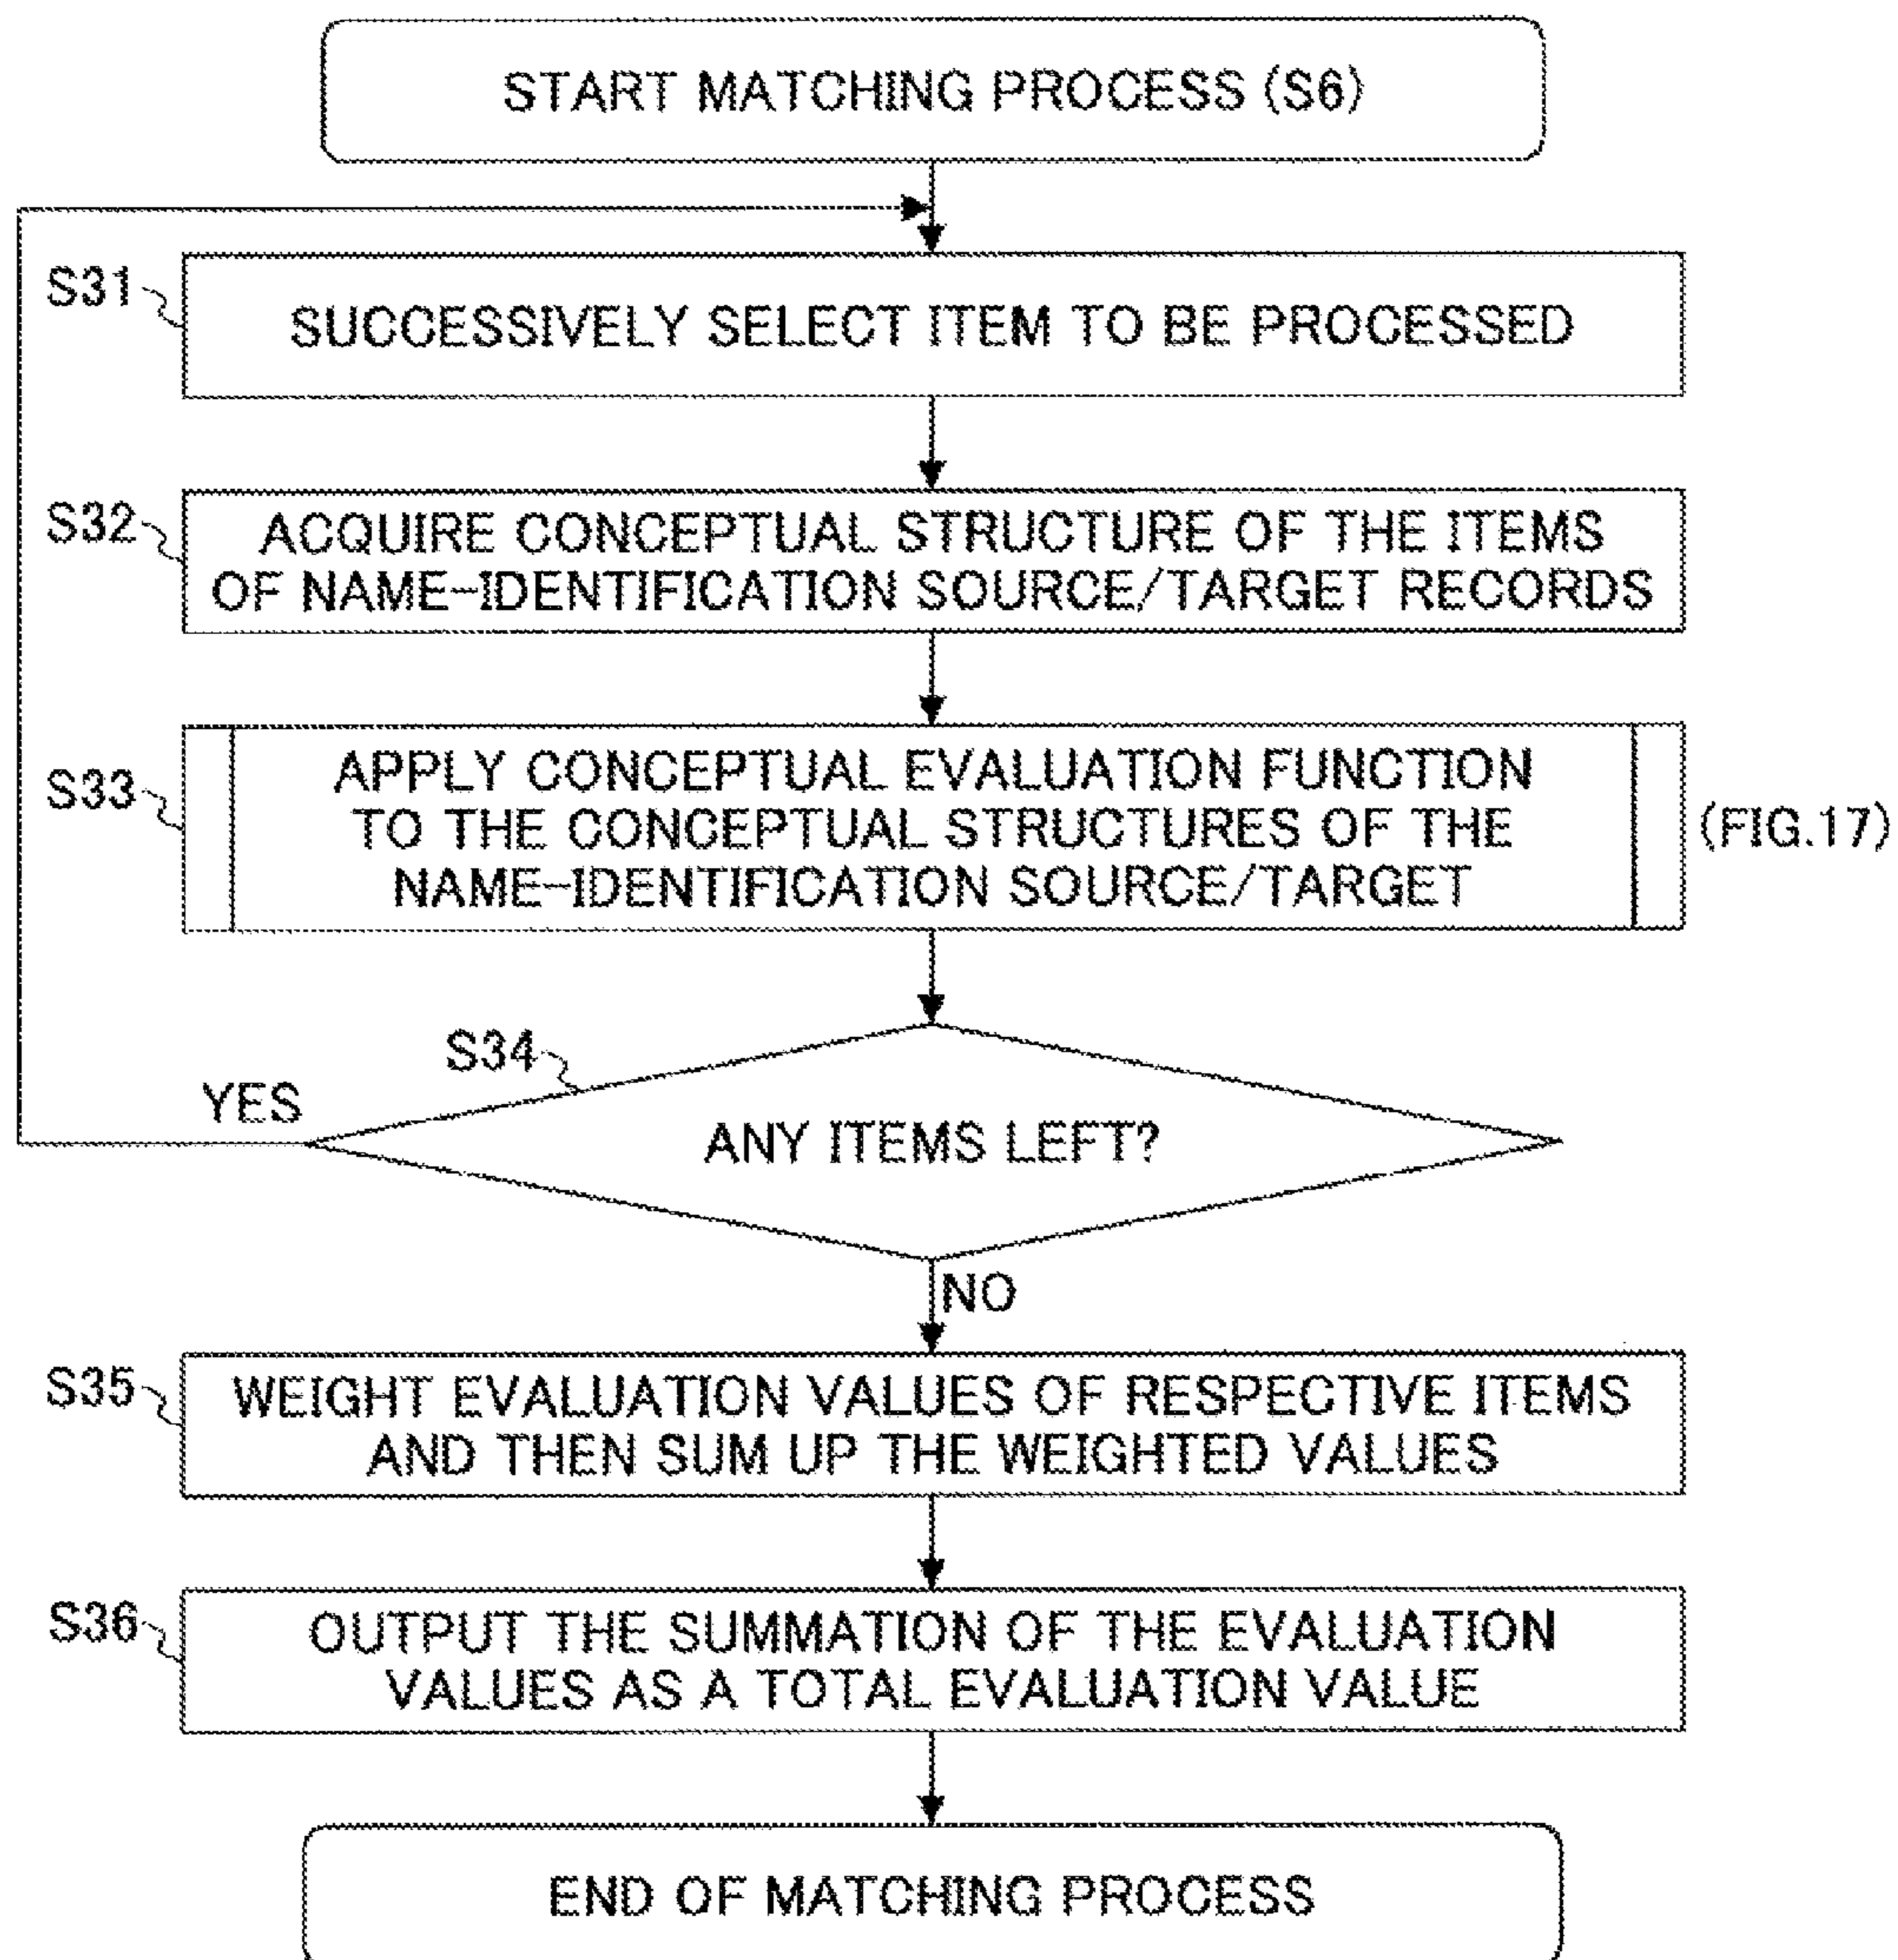 START MATCHING PROCESS (S6)
S31
SUCCESSIVELY SELECT ITEM TO BE PROCESSED
S32
ACQUIRE CONCEPTUAL STRUCTURE OF THE ITEMS
OF NAME-IDENTIFICATION SOURCE/TARGET RECORDS
S33
APPLY CONCEPTUAL EVALUATION FUNCTION
TO THE CONCEPTUAL STRUCTURES OF THE
NAME-IDENTIFICATION SOURCE/TARGET
(FIG.17)
S34
YES
ANY ITEMS LEFT?
NO
S35
WEIGHT EVALUATION VALUES OF RESPECTIVE ITEMS
AND THEN SUM UP THE WEIGHTED VALUES
S36
OUTPUT THE SUMMATION OF THE EVALUATION
VALUES AS A TOTAL EVALUATION VALUE
END OF MATCHING PROCESS